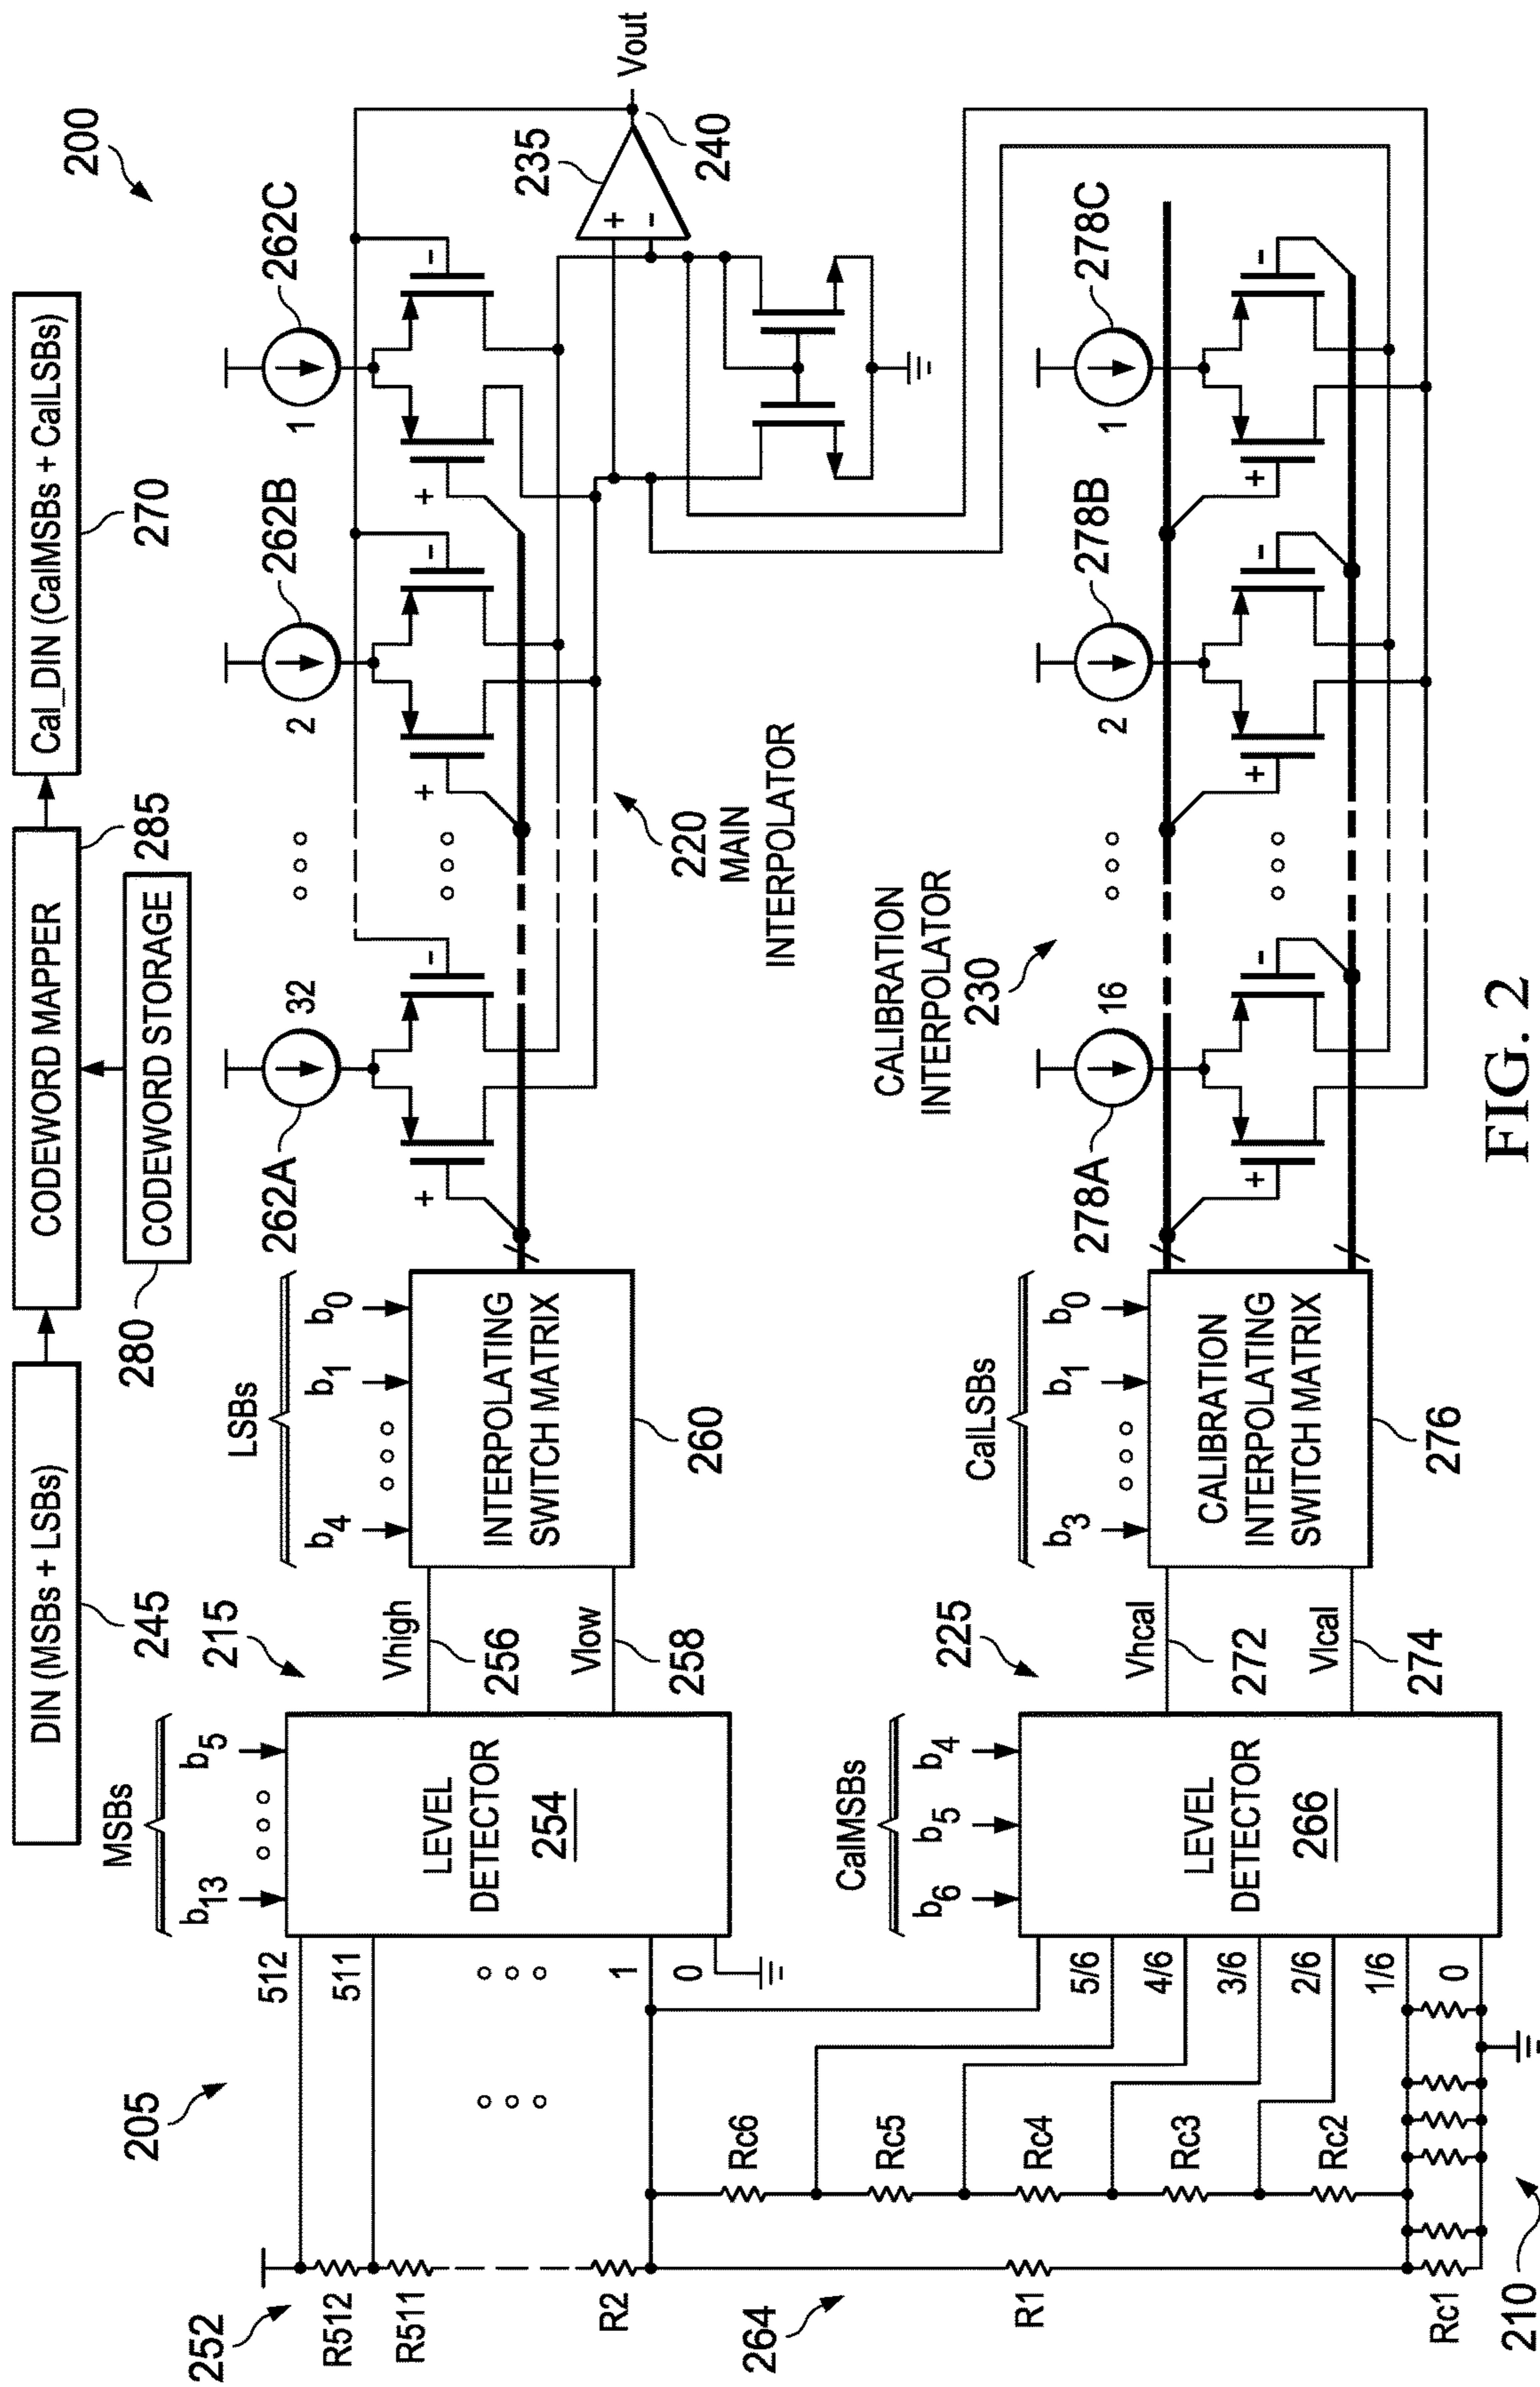 200
DIN (MSBs + LSBs)
245
CODEWORD MAPPER
285
Cal_DIN (CalMSBs + CalLSBs)
270
CODEWORD STORAGE
280
205
252
R512
R511
R2
264
R1
Rc1
210
Rc6
Rc5
Rc4
Rc3
Rc2
512
511
1
0
MSBs
b13
b5
LEVEL
DETECTOR
254
215
Vhigh
256
Vlow
258
LSBs
b4
b1
b0
INTERPOLATING
SWITCH MATRIX
260
262A
32
+
-
262B
2
+
-
262C
1
+
-
220
MAIN
INTERPOLATOR
235
+
-
240
Vout
5/6
4/6
3/6
2/6
1/6
0
CalMSBs
b6
b5
b4
LEVEL
DETECTOR
266
225
Vhcal
272
Vlcal
274
CalLSBs
b3
b1
b0
CALIBRATION
INTERPOLATING
SWITCH MATRIX
276
CALIBRATION
INTERPOLATOR
230
278A
16
+
-
278B
2
+
-
278C
1
+
-
FIG. 2